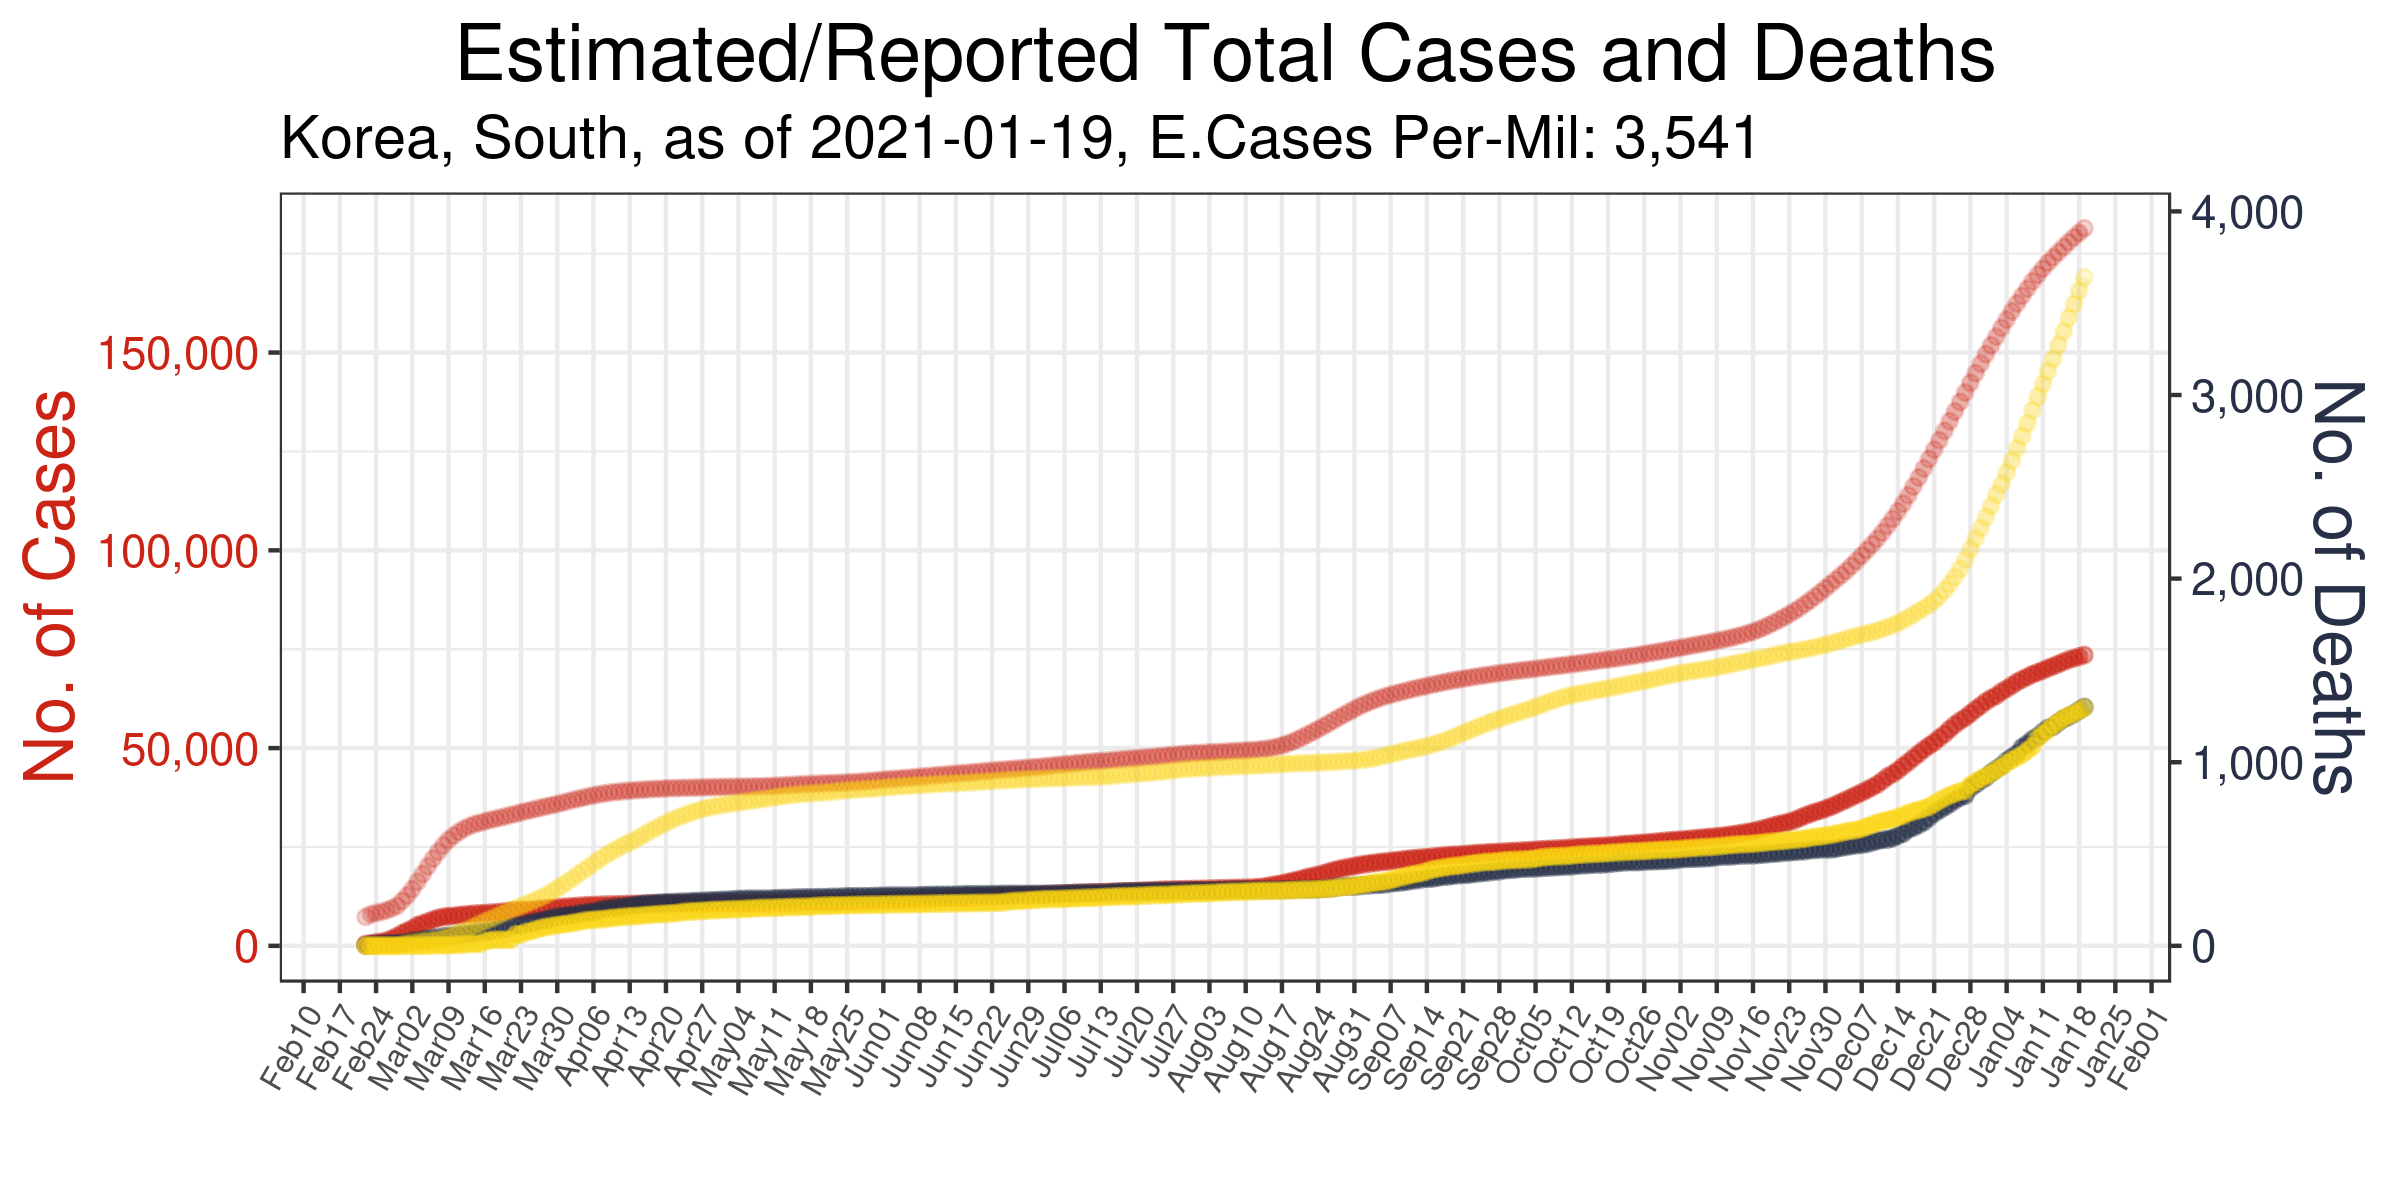 Estimated/Reported Total Cases and Deaths
Korea, South, as of 2021-01-19, E.Cases Per-Mil: 3,541
No. of Cases
150,000
100,000
50,000
0
4,000
3,000
2,000
1,000
0
No. of Deaths
Feb10
Feb17
Feb24
Mar02
Mar09
Mar16
Mar23
Mar30
Apr06
Apr13
Apr20
Apr27
May04
May11
May18
May25
Jun01
Jun08
Jun15
Jun22
Jun29
Jul06
Jul13
Jul20
Jul27
Aug03
Aug10
Aug17
Aug24
Aug31
Sep07
Sep14
Sep21
Sep28
Oct05
Oct12
Oct19
Oct26
Nov02
Nov09
Nov16
Nov23
Nov30
Dec07
Dec14
Dec21
Dec28
Jan04
Jan11
Jan18
Jan25
Feb01